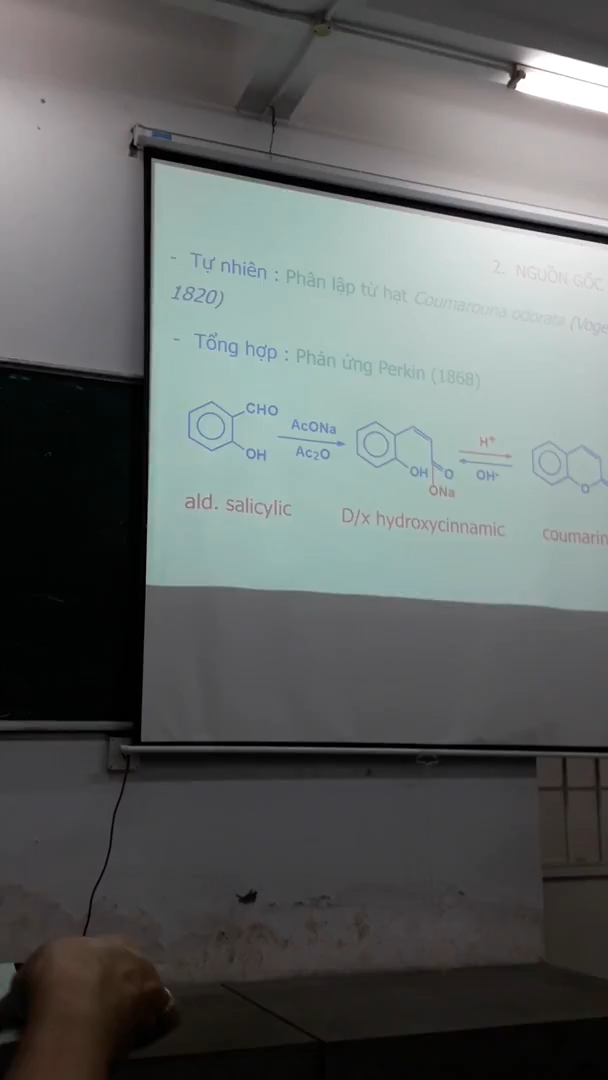 2. NGUỒN GỐC
- Tự nhiên : Phân lập từ hạt Coumarouna odorata (Voge
1820)
- Tổng hợp : Phản ứng Perkin (1868)
CHO
OH
AcONa
Ac2O
OH
O
ONa
H+
OH-
O
ald. salicylic
D/x hydroxycinnamic
coumarin